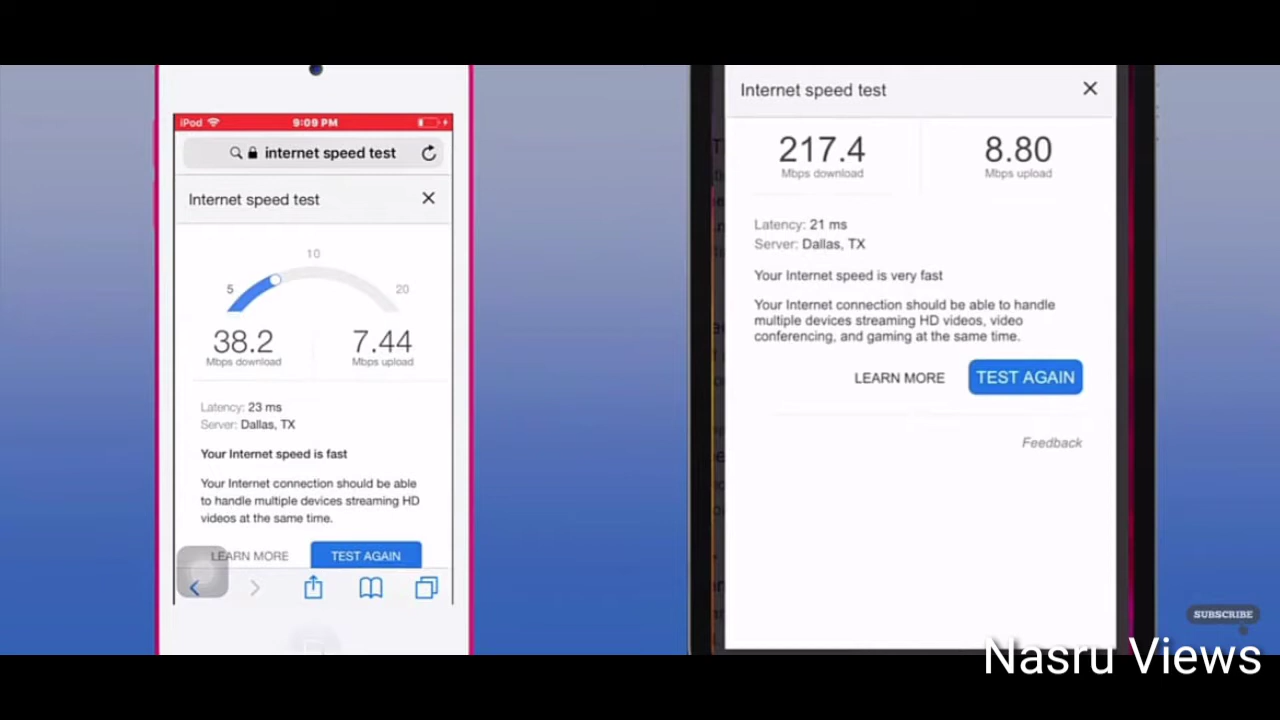 iPod 9:09 PM
internet speed test
Internet speed test
10
5
20
38.2
7.44
Mbps download
Mbps upload
Latency: 23 ms
Server: Dallas, TX
Your Internet speed is fast
Your Internet connection should be able
to handle multiple devices streaming HD
videos at the same time.
LEARN MORE
TEST AGAIN
Internet speed test
217.4
8.80
Mbps download
Mbps upload
Latency: 21 ms
Server: Dallas, TX
Your Internet speed is very fast
Your Internet connection should be able to handle
multiple devices streaming HD videos, video
conferencing, and gaming at the same time.
LEARN MORE
TEST AGAIN
Feedback
SUBSCRIBE
Nasru Views